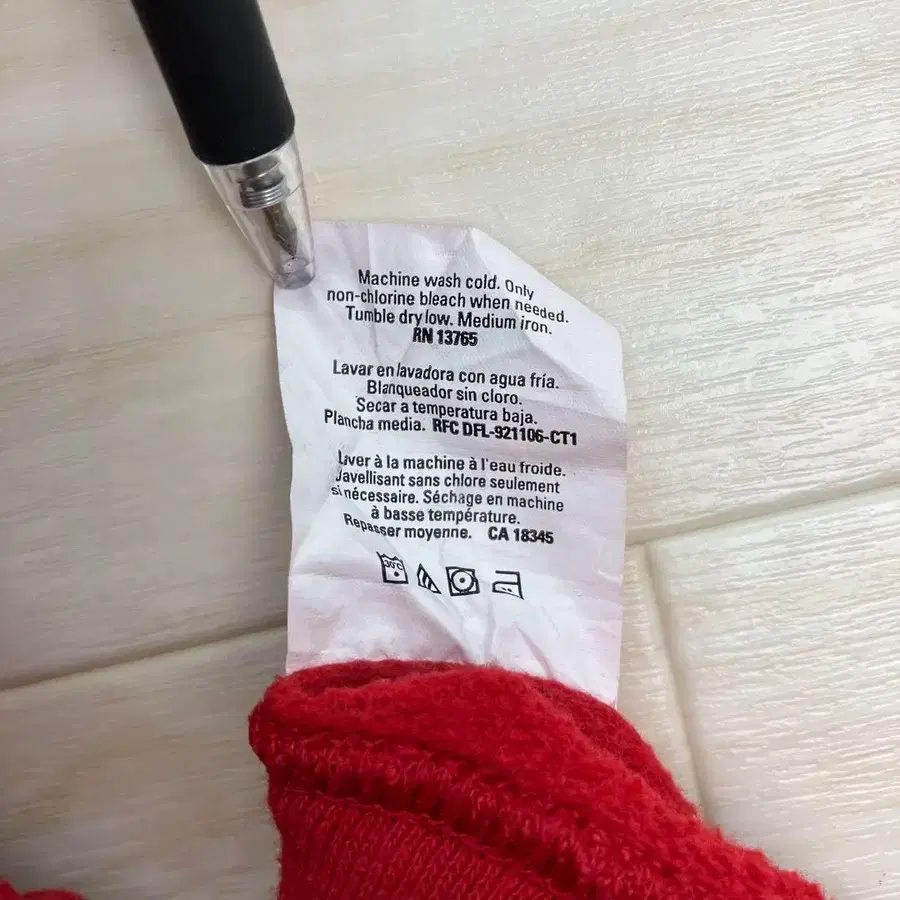 Machine wash cold. Only
non-chlorine bleach when needed.
Tumble dry low. Medium iron.
RN 13765
Lavar en lavadora con agua fría.
Blanqueador sin cloro.
Secar a temperatura baja.
Plancha media. RFC DFL-921106-CT1
Laver à la machine à l'eau froide.
Javellisant sans chlore seulement
si nécessaire. Séchage en machine
à basse température.
Repasser moyenne. CA 18345
30°C